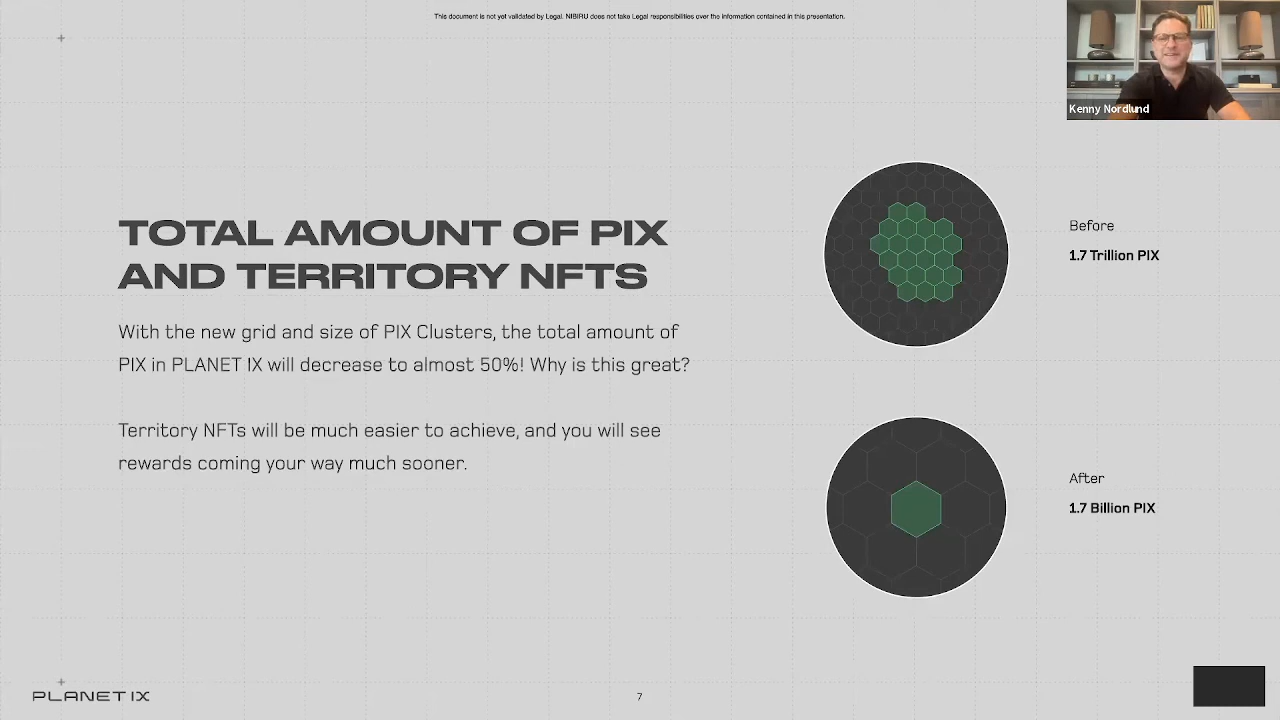 This document is not yet validated by Legal. NIBIRU does not take Legal responsibilities over the information contained in this presentation.
Kenny Nordlund
TOTAL AMOUNT OF PIX
AND TERRITORY NFTS
With the new grid and size of PIX Clusters, the total amount of
PIX in PLANET IX will decrease to almost 50%! Why is this great?
Territory NFTs will be much easier to achieve, and you will see
rewards coming your way much sooner.
Before
1.7 Trillion PIX
After
1.7 Billion PIX
PLANET IX
7